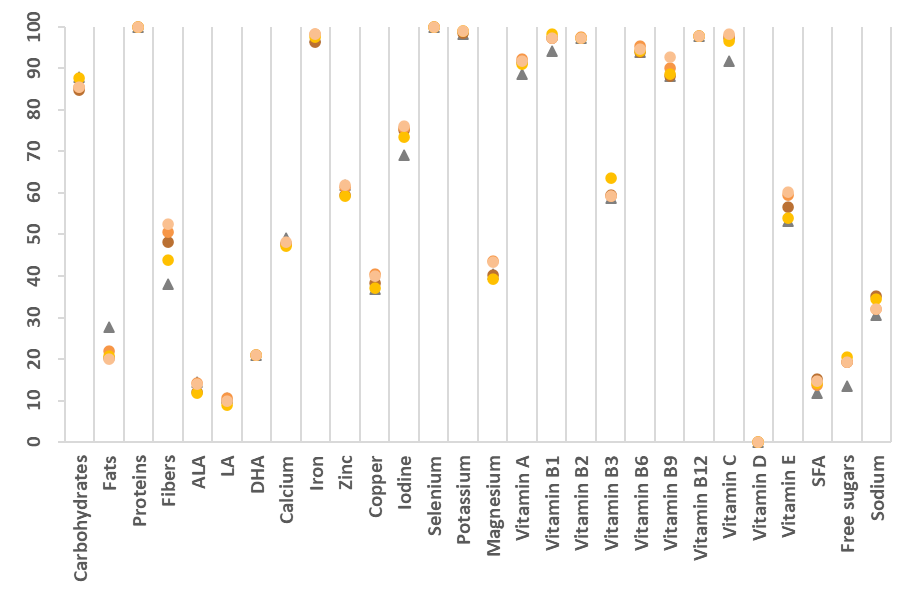 100
90
80
70
60
50
40
30
20
10
0
Carbohydrates
Fats
Proteins
Fibers
ALA
LA
DHA
Calcium
Iron
Zinc
Copper
Iodine
Selenium
Potassium
Magnesium
Vitamin A
Vitamin B1
Vitamin B2
Vitamin B3
Vitamin B6
Vitamin B9
Vitamin B12
Vitamin C
Vitamin D
Vitamin E
SFA
Free sugars
Sodium